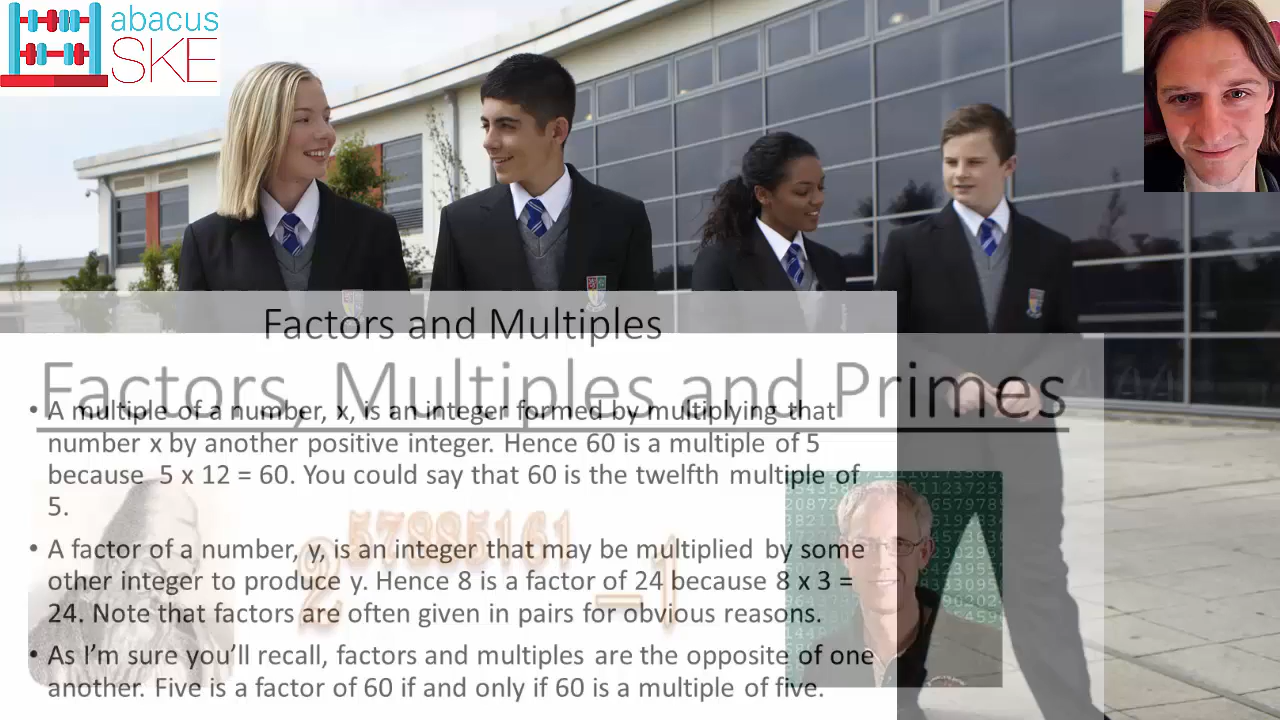 abacus
SKE
Factors and Multiples
Factors, Multiples and Primes
• A multiple of a number, x, is an integer formed by multiplying that
number x by another positive integer. Hence 60 is a multiple of 5
because 5 x 12 = 60. You could say that 60 is the twelfth multiple of
5.
• A factor of a number, y, is an integer that may be multiplied by some
other integer to produce y. Hence 8 is a factor of 24 because 8 x 3 =
24. Note that factors are often given in pairs for obvious reasons.
• As I’m sure you’ll recall, factors and multiples are the opposite of one
another. Five is a factor of 60 if and only if 60 is a multiple of five.
2^57885161 − 1